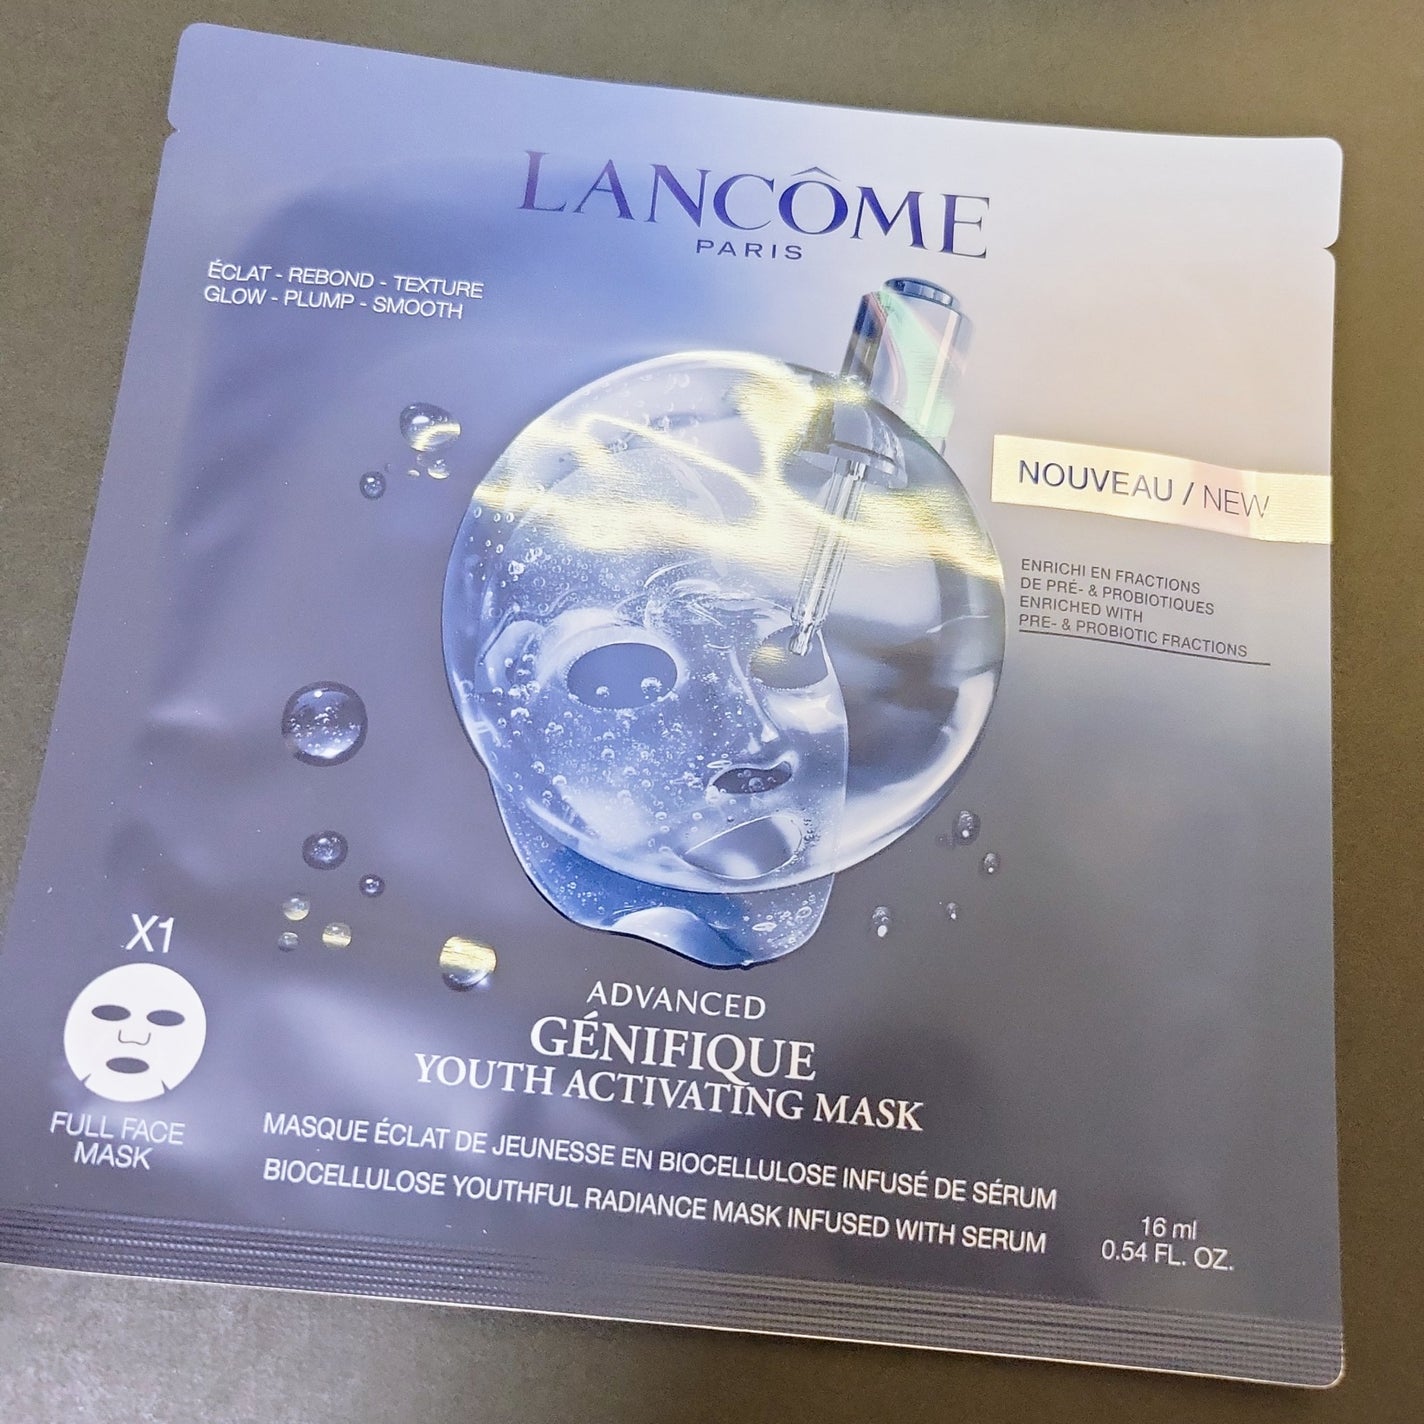 LANCÔME
PARIS
ÉCLAT - REBOND - TEXTURE
GLOW - PLUMP - SMOOTH
NOUVEAU / NEW
ENRICHI EN FRACTIONS
DE PRÉ- & PROBIOTIQUES
ENRICHED WITH
PRE- & PROBIOTIC FRACTIONS
X1
FULL FACE
MASK
ADVANCED
GÉNIFIQUE
YOUTH ACTIVATING MASK
MASQUE ÉCLAT DE JEUNESSE EN BIOCELLULOSE INFUSÉ DE SÉRUM
BIOCELLULOSE YOUTHFUL RADIANCE MASK INFUSED WITH SERUM
16 ml
0.54 FL. OZ.